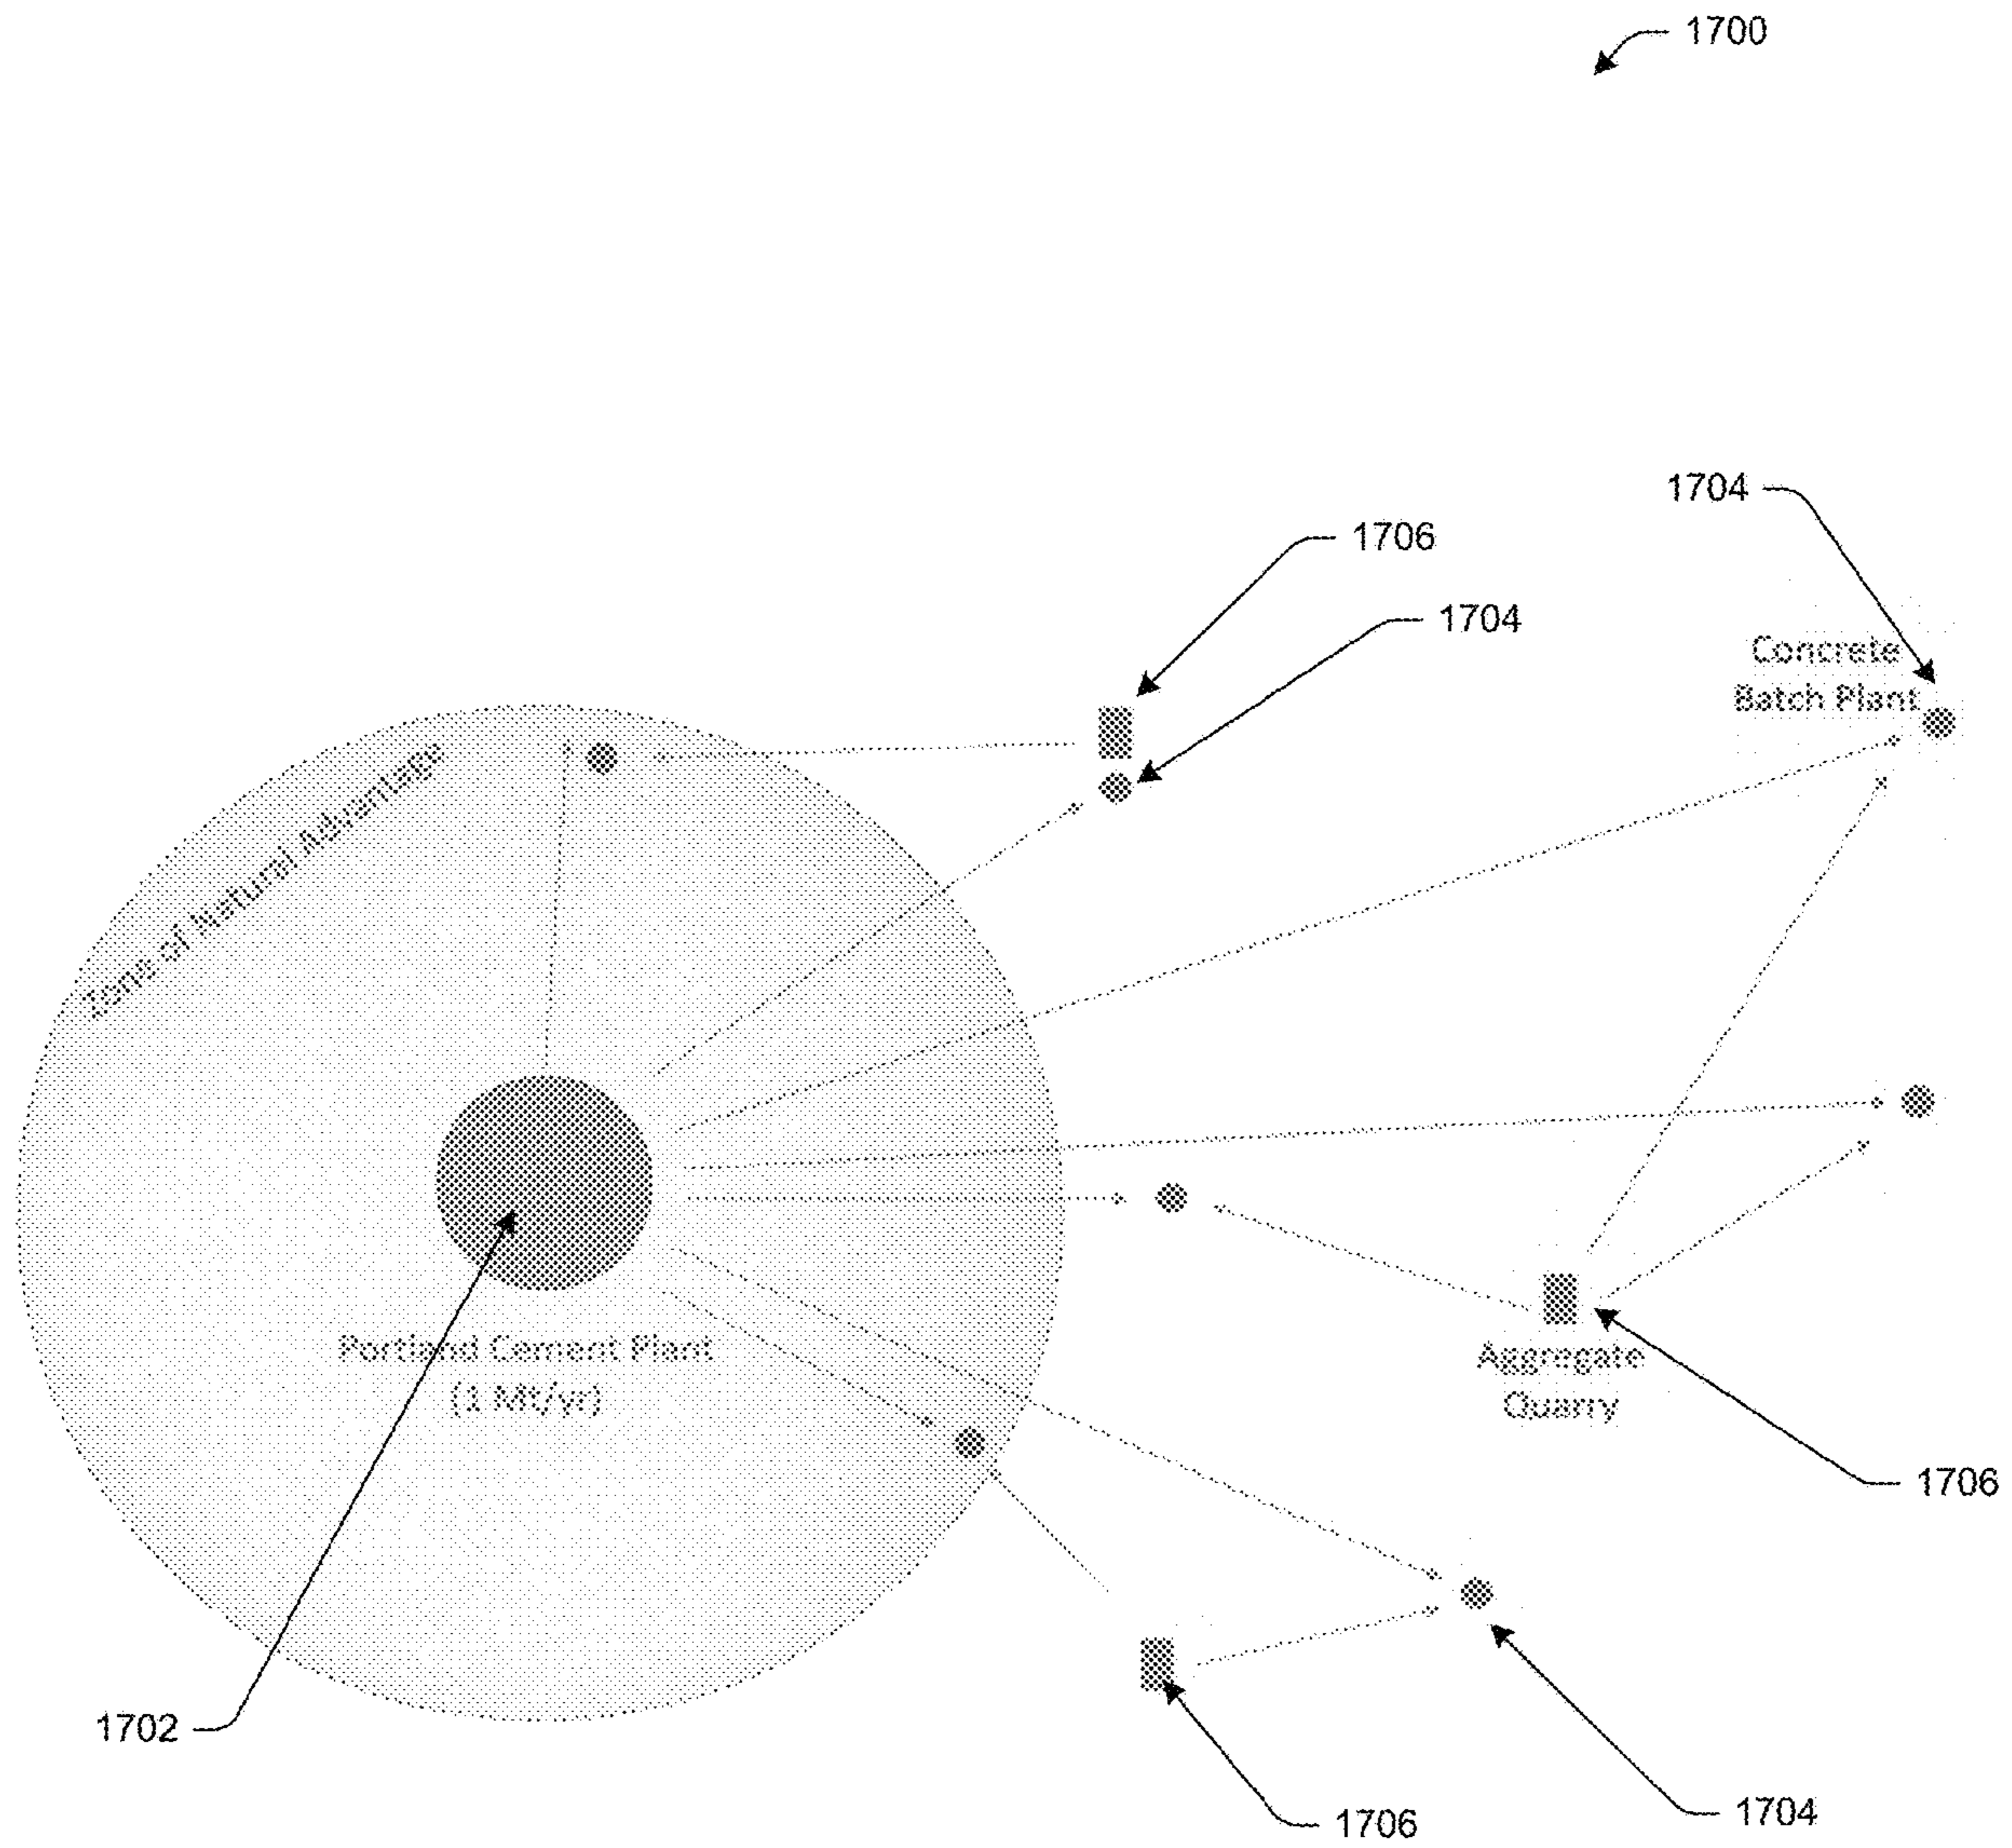 1700
1704
1706
1704
Concrete
Batch Plant
Zone of Natural Advantage
Portland Cement Plant
(1 Mt/yr)
Aggregate
Quarry
1706
1702
1704
1706